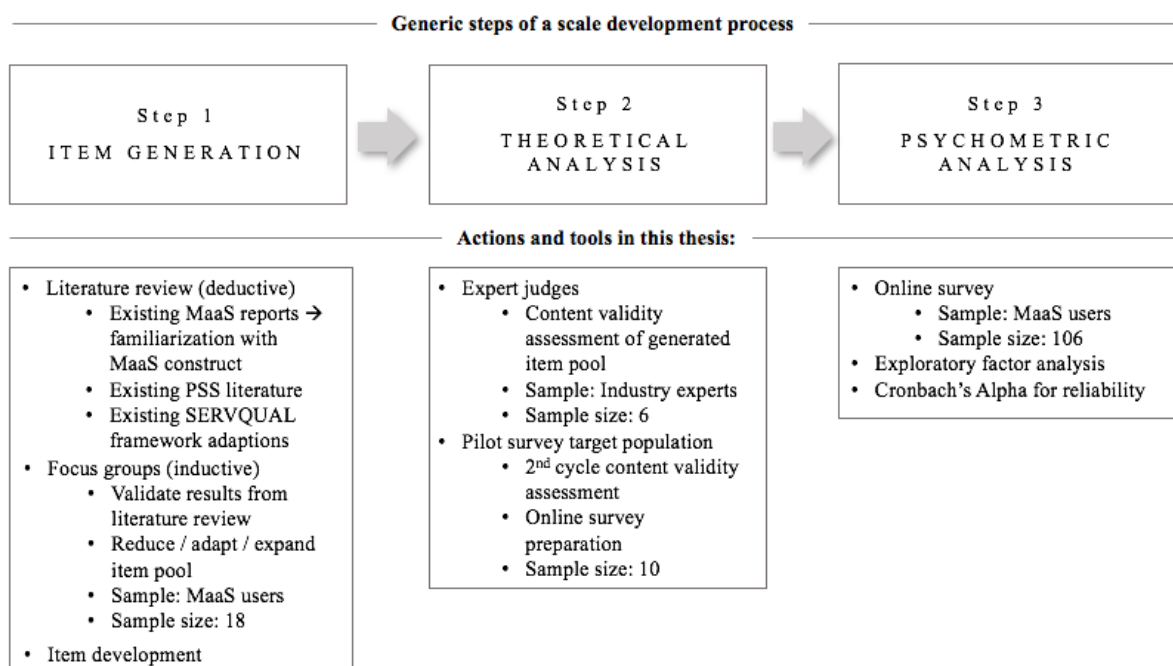 Generic steps of a scale development process
Step 1
ITEM GENERATION
Step 2
THEORETICAL
ANALYSIS
Step 3
PSYCHOMETRIC
ANALYSIS
Actions and tools in this thesis:
• Literature review (deductive)
• Existing MaaS reports →
familiarization with
MaaS construct
• Existing PSS literature
• Existing SERVQUAL
framework adaptions
• Focus groups (inductive)
• Validate results from
literature review
• Reduce / adapt / expand
item pool
• Sample: MaaS users
• Sample size: 18
• Item development
• Expert judges
• Content validity
assessment of generated
item pool
• Sample: Industry experts
• Sample size: 6
• Pilot survey target population
• 2nd cycle content validity
assessment
• Online survey
preparation
• Sample size: 10
• Online survey
• Sample: MaaS users
• Sample size: 106
• Exploratory factor analysis
• Cronbach's Alpha for reliability